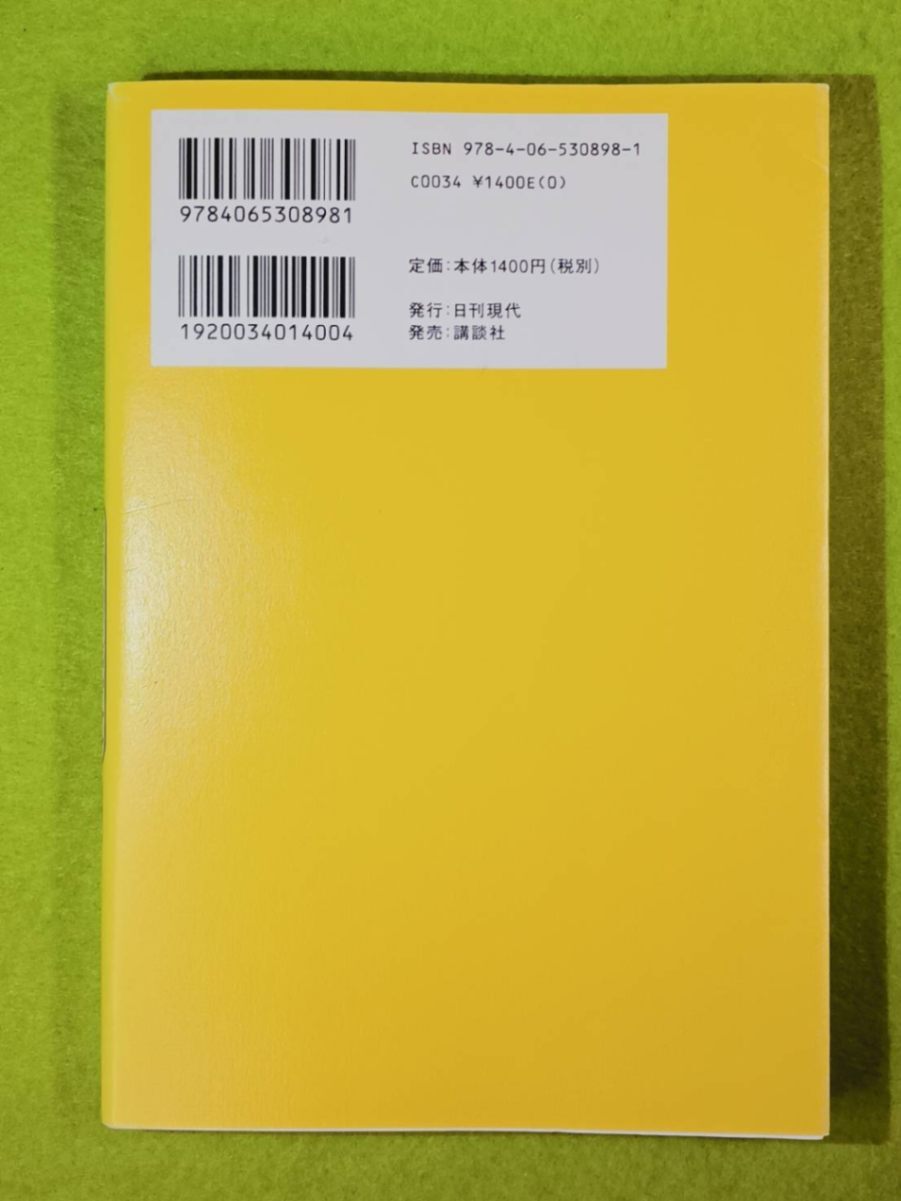 ISBN 978-4-06-530898-1
C0034 ¥1400E(0)
9784065308981
定価:本体1400円(税別)
発行:日刊現代
発売:講談社
1920034014004